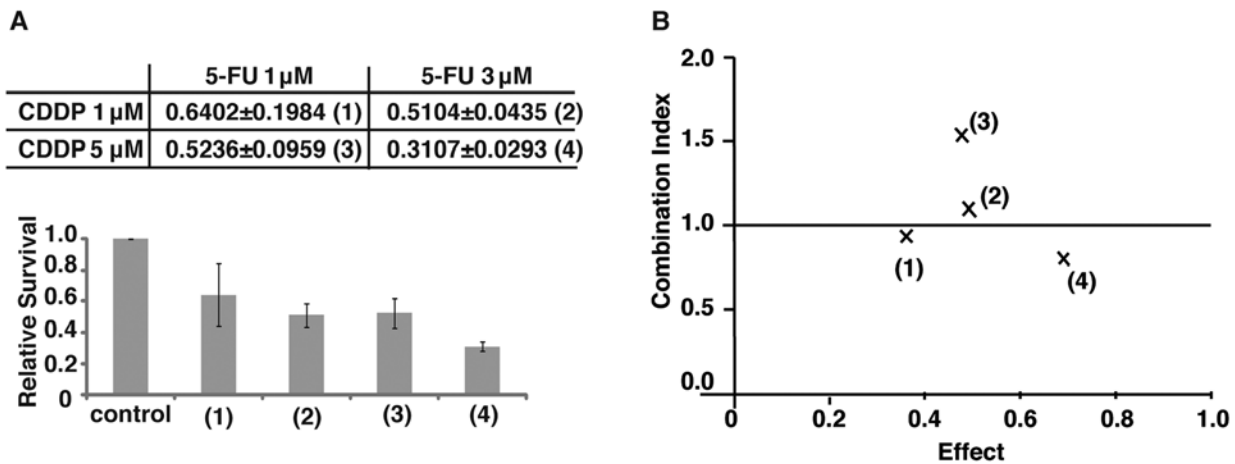 A
5-FU 1 µM 5-FU 3 µM
CDDP 1 µM 0.6402±0.1984 (1) 0.5104±0.0435 (2)
CDDP 5 µM 0.5236±0.0959 (3) 0.3107±0.0293 (4)
Relative Survival
1.0
0.8
0.6
0.4
0.2
0
control (1) (2) (3) (4)
B
Combination Index
2.0
1.5
1.0
0.5
0.0
(3)
(2)
(1)
(4)
0 0.2 0.4 0.6 0.8 1.0
Effect